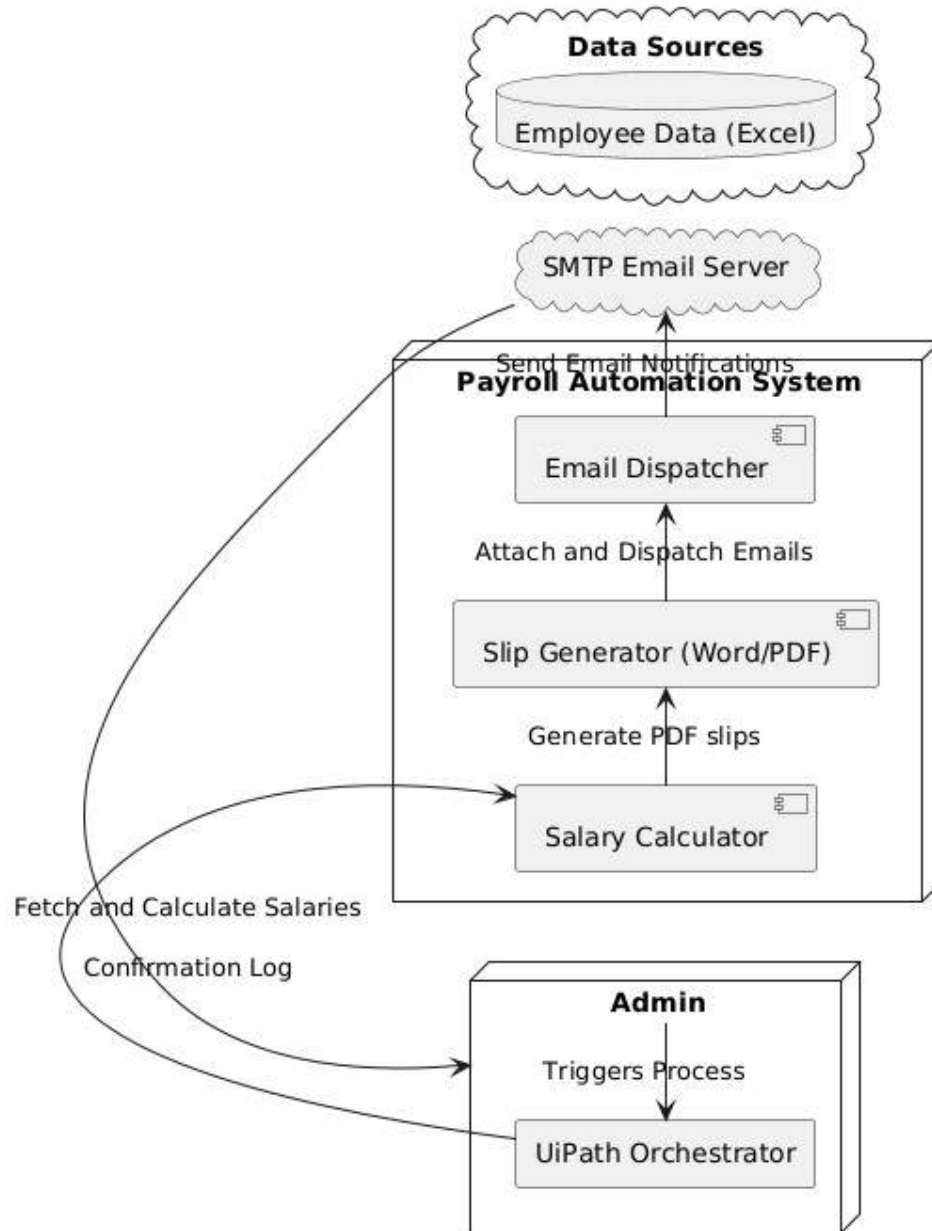 Data Sources
Employee Data (Excel)
SMTP Email Server
Send Email Notifications
Payroll Automation System
Email Dispatcher
Attach and Dispatch Emails
Slip Generator (Word/PDF)
Generate PDF slips
Salary Calculator
Fetch and Calculate Salaries
Confirmation Log
Admin
Triggers Process
UiPath Orchestrator